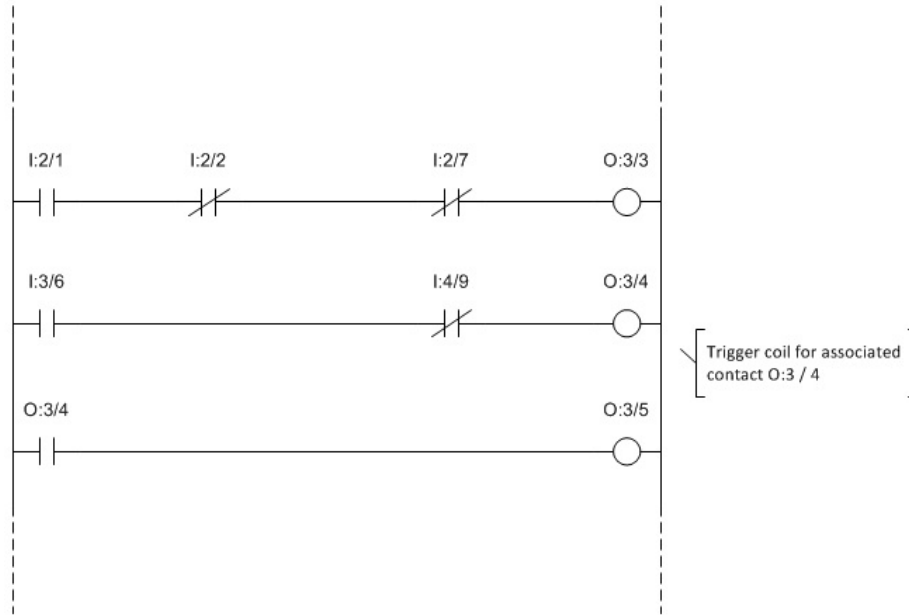 I:2/1 I:2/2 I:2/7 O:3/3
I:3/6 I:4/9 O:3/4
Trigger coil for associated
contact O:3 / 4
O:3/4 O:3/5